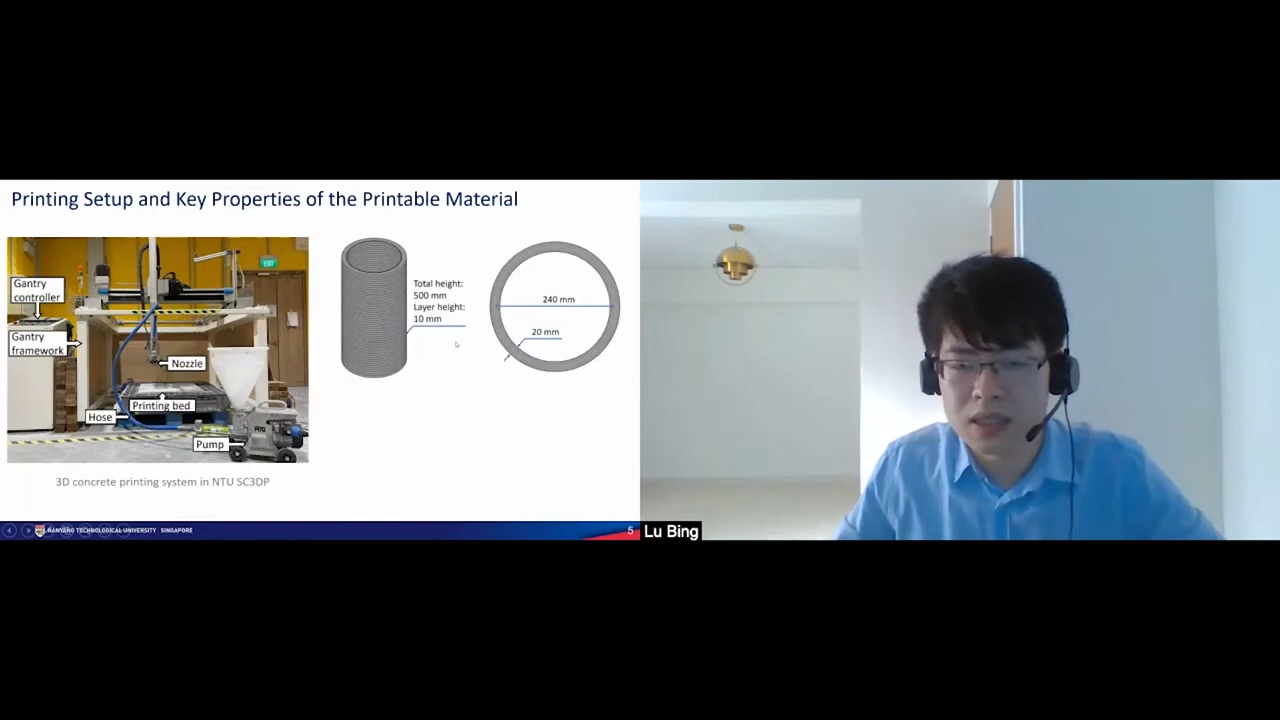 Printing Setup and Key Properties of the Printable Material
Gantry
controller
EXIT
Gantry
framework
Nozzle
Printing bed
Hose
Pump
3D concrete printing system in NTU SC3DP
Total height:
500 mm
Layer height:
10 mm
240 mm
20 mm
NANYANG TECHNOLOGICAL UNIVERSITY SINGAPORE
5
Lu Bing